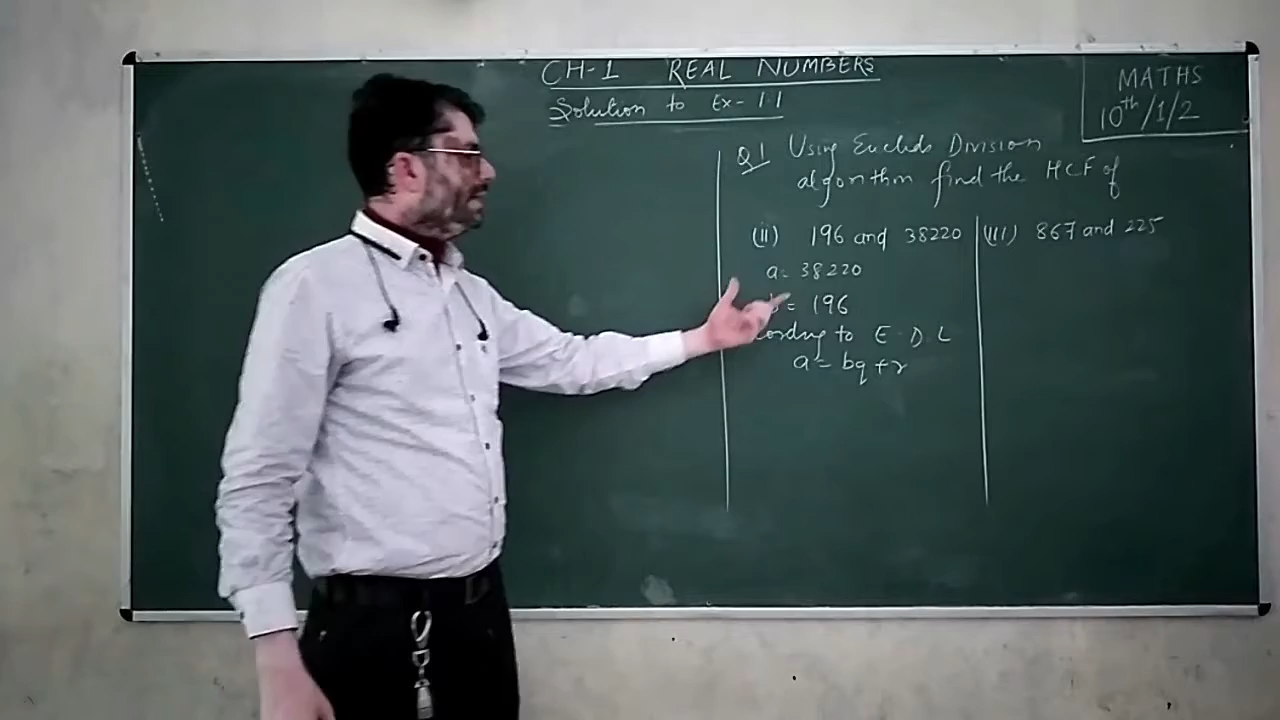 CH-1 REAL NUMBERS
Solution to Ex-1.1
MATHS
10th/1/2
Q1 Using Euclids Division
algorithm find the HCF of
(ii) 196 and 38220
a = 38220
= 196
to E.D.L
a = bq + r
(III) 867 and 225